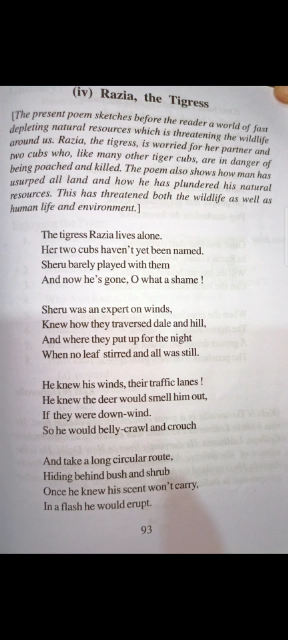 (iv) Razia, the Tigress
[The present poem sketches before the reader a world of fast
depleting natural resources which is threatening the wildlife
around us. Razia, the tigress, is worried for her partner and
two cubs who, like many other tiger cubs, are in danger of
being poached and killed. The poem also shows how man has
usurped all land and how he has plundered his natural
resources. This has threatened both the wildlife as well as
human life and environment.]
The tigress Razia lives alone.
Her two cubs haven't yet been named.
Sheru barely played with them
And now he's gone, O what a shame !
Sheru was an expert on winds,
Knew how they traversed dale and hill,
And where they put up for the night
When no leaf stirred and all was still.
He knew his winds, their traffic lanes !
He knew the deer would smell him out,
If they were down-wind.
So he would belly-crawl and crouch
And take a long circular route,
Hiding behind bush and shrub
Once he knew his scent won't carry,
In a flash he would erupt.
93